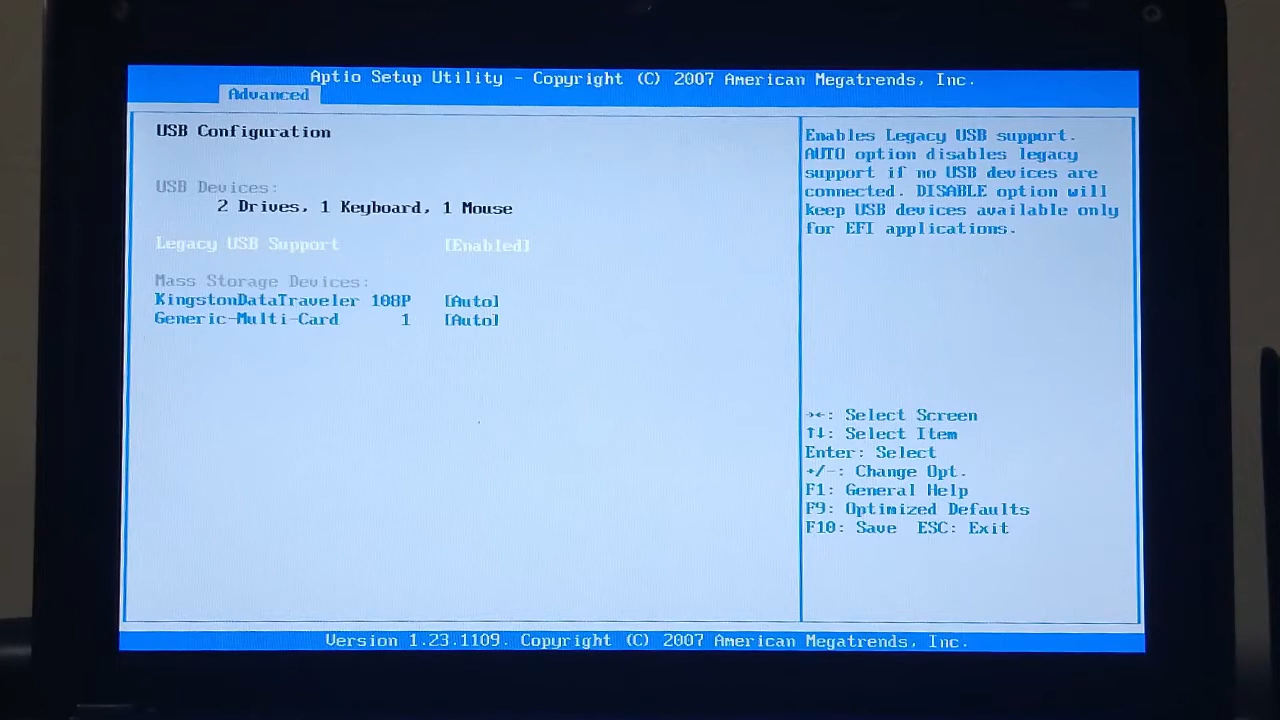 Aptio Setup Utility - Copyright (C) 2007 American Megatrends, Inc.
Advanced
USB Configuration
USB Devices:
2 Drives, 1 Keyboard, 1 Mouse
Legacy USB Support [Enabled]
Mass Storage Devices:
KingstonDataTraveler 108P [Auto]
Generic-Multi-Card 1 [Auto]
Enables Legacy USB support.
AUTO option disables legacy
support if no USB devices are
connected. DISABLE option will
keep USB devices available only
for EFI applications.
→←: Select Screen
↑↓: Select Item
Enter: Select
+/-: Change Opt.
F1: General Help
F9: Optimized Defaults
F10: Save ESC: Exit
Version 1.23.1109. Copyright (C) 2007 American Megatrends, Inc.